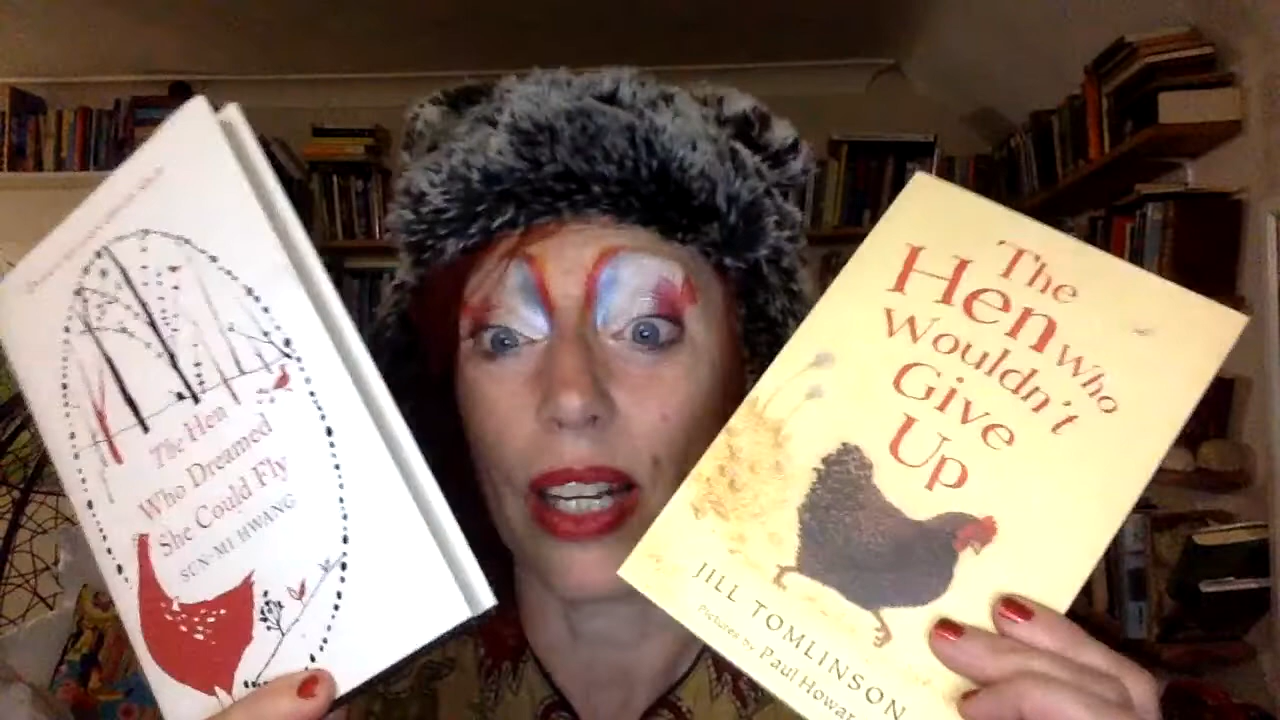 The Hen
Who Dreamed
She Could Fly
SUN-MI HWANG
The
Hen Who
Wouldn't
Give
Up
JILL TOMLINSON
Pictures by Paul Howar